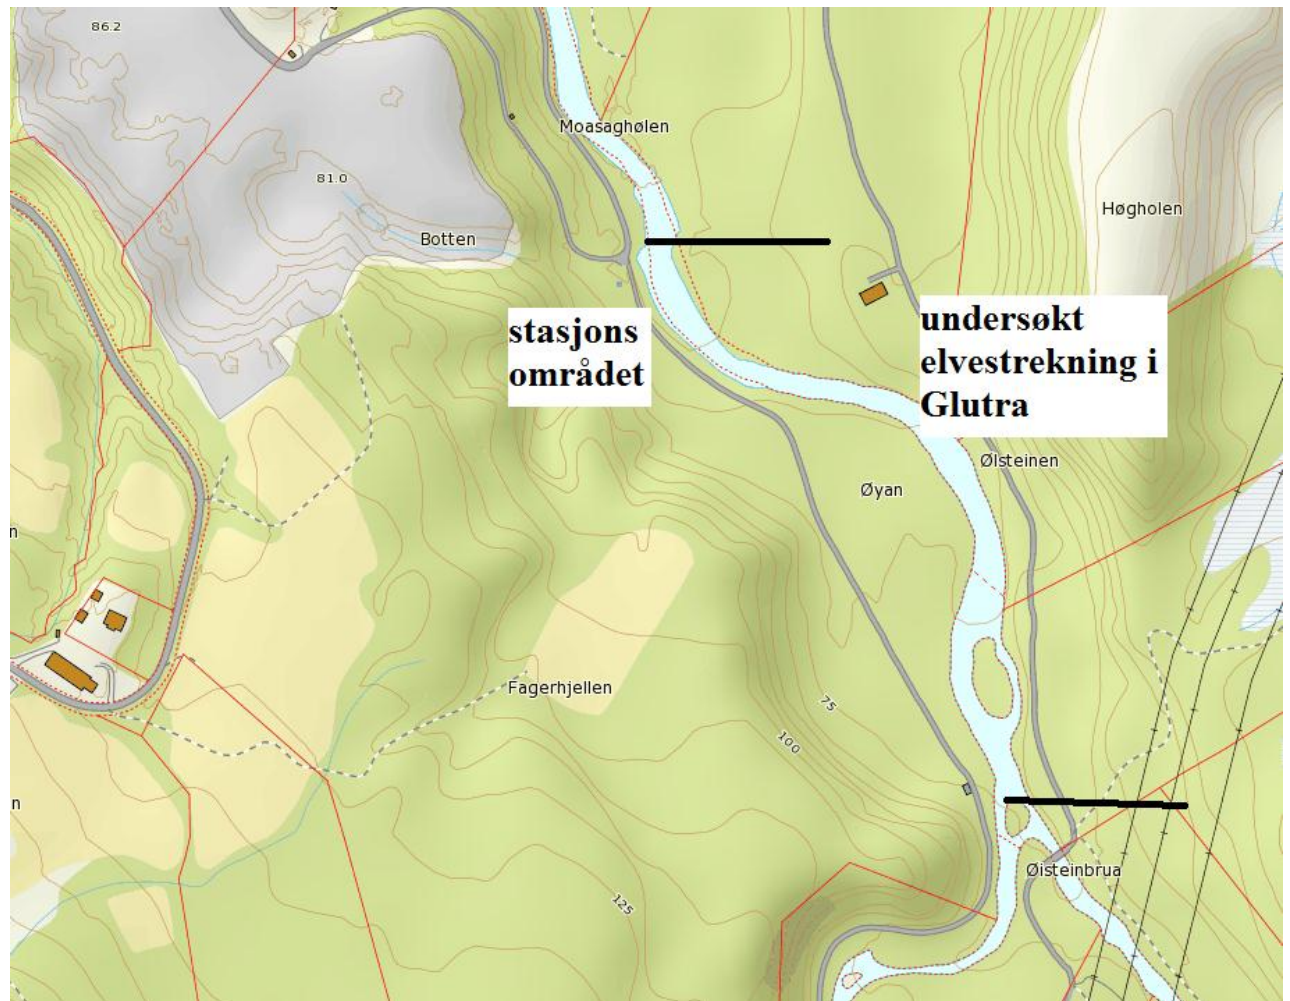 86.2
Moasaghølen
81.0
Høgholen
Botten
stasjons
området
undersøkt
elvestrekning i
Glutra
Ølsteinen
Øyan
n
Fagerhjellen
75
100
n
Øisteinbrua
125